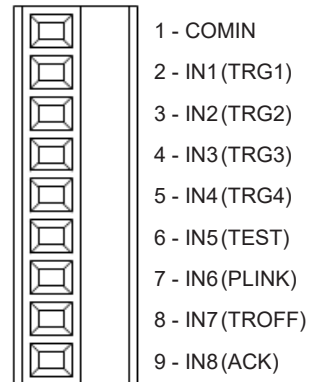 1 - COMIN
2 - IN1(TRG1)
3 - IN2(TRG2)
4 - IN3(TRG3)
5 - IN4(TRG4)
6 - IN5(TEST)
7 - IN6(PLINK)
8 - IN7(TROFF)
9 - IN8(ACK)